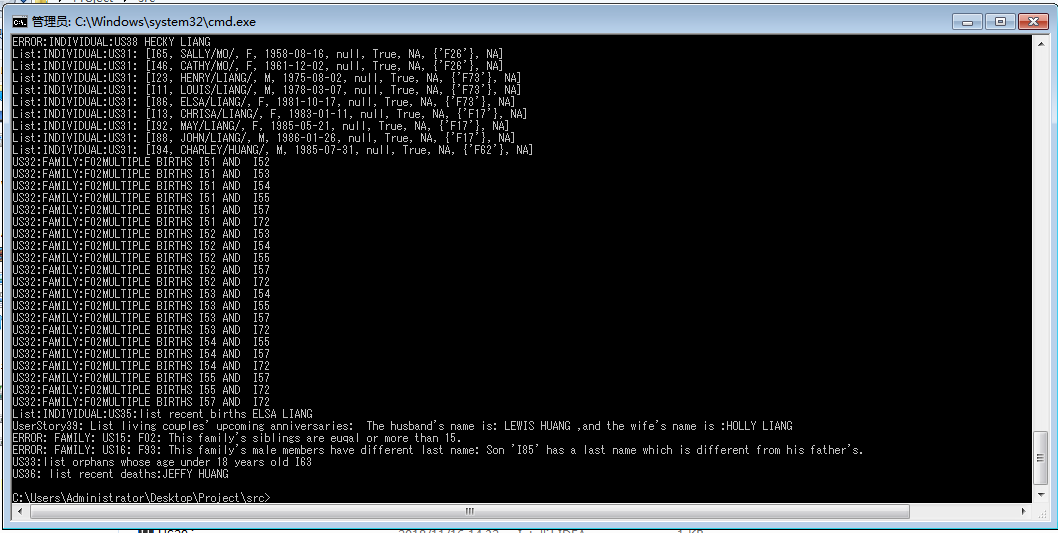 管理员: C:\Windows\system32\cmd.exe
ERROR:INDIVIDUAL:US38 HECKY LIANG
List:INDIVIDUAL:US31: [I65, SALLY/MO/, F, 1958-08-16, null, True, NA, {'F26'}, NA]
List:INDIVIDUAL:US31: [I46, CATHY/MO/, F, 1961-12-02, null, True, NA, {'F26'}, NA]
List:INDIVIDUAL:US31: [I23, HENRY/LIANG/, M, 1975-08-02, null, True, NA, {'F73'}, NA]
List:INDIVIDUAL:US31: [I11, LOUIS/LIANG/, M, 1978-03-07, null, True, NA, {'F73'}, NA]
List:INDIVIDUAL:US31: [I86, ELSA/LIANG/, F, 1981-10-17, null, True, NA, {'F73'}, NA]
List:INDIVIDUAL:US31: [I13, CHRISA/LIANG/, F, 1983-01-11, null, True, NA, {'F17'}, NA]
List:INDIVIDUAL:US31: [I92, MAY/LIANG/, F, 1985-05-21, null, True, NA, {'F17'}, NA]
List:INDIVIDUAL:US31: [I88, JOHN/LIANG/, M, 1986-01-26, null, True, NA, {'F17'}, NA]
List:INDIVIDUAL:US31: [I94, CHARLEY/HUANG/, M, 1985-07-31, null, True, NA, {'F62'}, NA]
US32:FAMILY:F02MULTIPLE BIRTHS I51 AND  I52
US32:FAMILY:F02MULTIPLE BIRTHS I51 AND  I53
US32:FAMILY:F02MULTIPLE BIRTHS I51 AND  I54
US32:FAMILY:F02MULTIPLE BIRTHS I51 AND  I55
US32:FAMILY:F02MULTIPLE BIRTHS I51 AND  I57
US32:FAMILY:F02MULTIPLE BIRTHS I51 AND  I72
US32:FAMILY:F02MULTIPLE BIRTHS I52 AND  I53
US32:FAMILY:F02MULTIPLE BIRTHS I52 AND  I54
US32:FAMILY:F02MULTIPLE BIRTHS I52 AND  I55
US32:FAMILY:F02MULTIPLE BIRTHS I52 AND  I57
US32:FAMILY:F02MULTIPLE BIRTHS I52 AND  I72
US32:FAMILY:F02MULTIPLE BIRTHS I53 AND  I54
US32:FAMILY:F02MULTIPLE BIRTHS I53 AND  I55
US32:FAMILY:F02MULTIPLE BIRTHS I53 AND  I57
US32:FAMILY:F02MULTIPLE BIRTHS I53 AND  I72
US32:FAMILY:F02MULTIPLE BIRTHS I54 AND  I55
US32:FAMILY:F02MULTIPLE BIRTHS I54 AND  I57
US32:FAMILY:F02MULTIPLE BIRTHS I54 AND  I72
US32:FAMILY:F02MULTIPLE BIRTHS I55 AND  I57
US32:FAMILY:F02MULTIPLE BIRTHS I55 AND  I72
US32:FAMILY:F02MULTIPLE BIRTHS I57 AND  I72
List:INDIVIDUAL:US35:list recent births ELSA LIANG
UserStory39: List living couples' upcoming anniversaries:  The husband's name is: LEWIS HUANG ,and the wife's name is :HOLLY LIANG
ERROR: FAMILY: US15: F02: This family's siblings are euqal or more than 15.
ERROR: FAMILY: US16: F93: This family's male members have different last name: Son 'I85' has a last name which is different from his father's.
US33:list orphans whose age under 18 years old I63
US36: list recent deaths:JEFFY HUANG
C:\Users\Administrator\Desktop\Project\src>